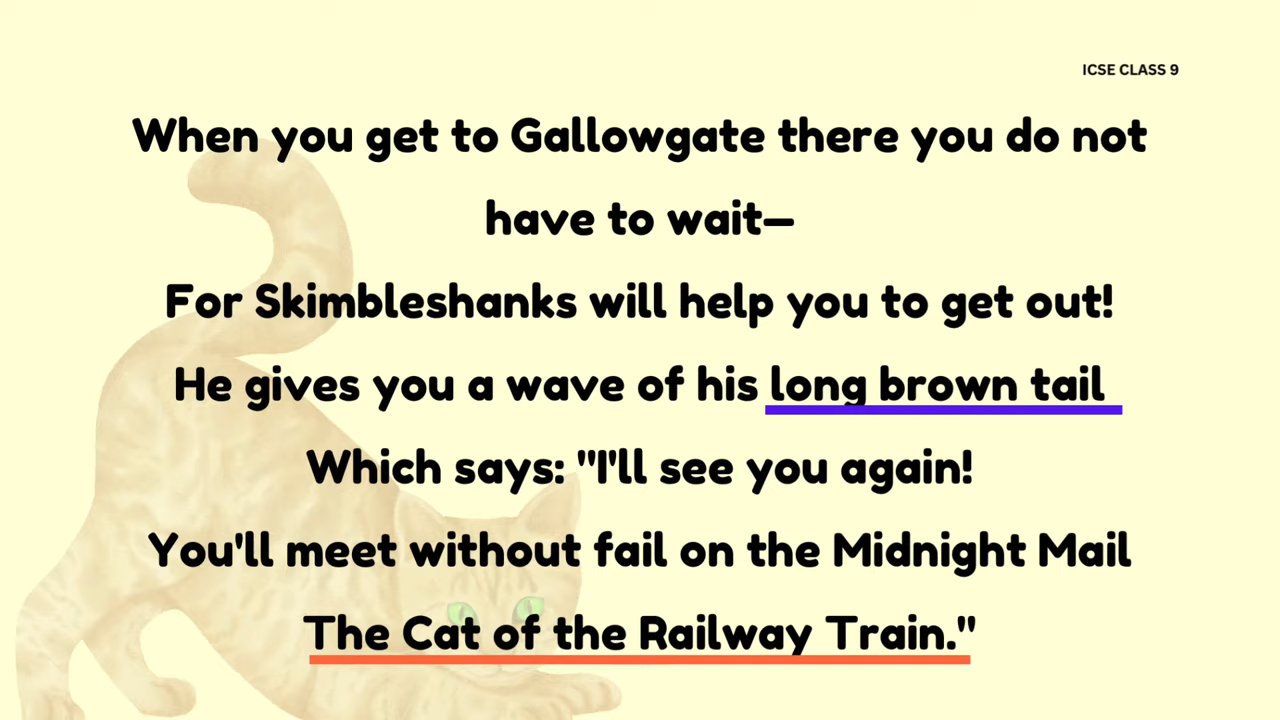 ICSE CLASS 9
When you get to Gallowgate there you do not
have to wait—
For Skimbleshanks will help you to get out!
He gives you a wave of his long brown tail
Which says: "I'll see you again!
You'll meet without fail on the Midnight Mail
The Cat of the Railway Train."